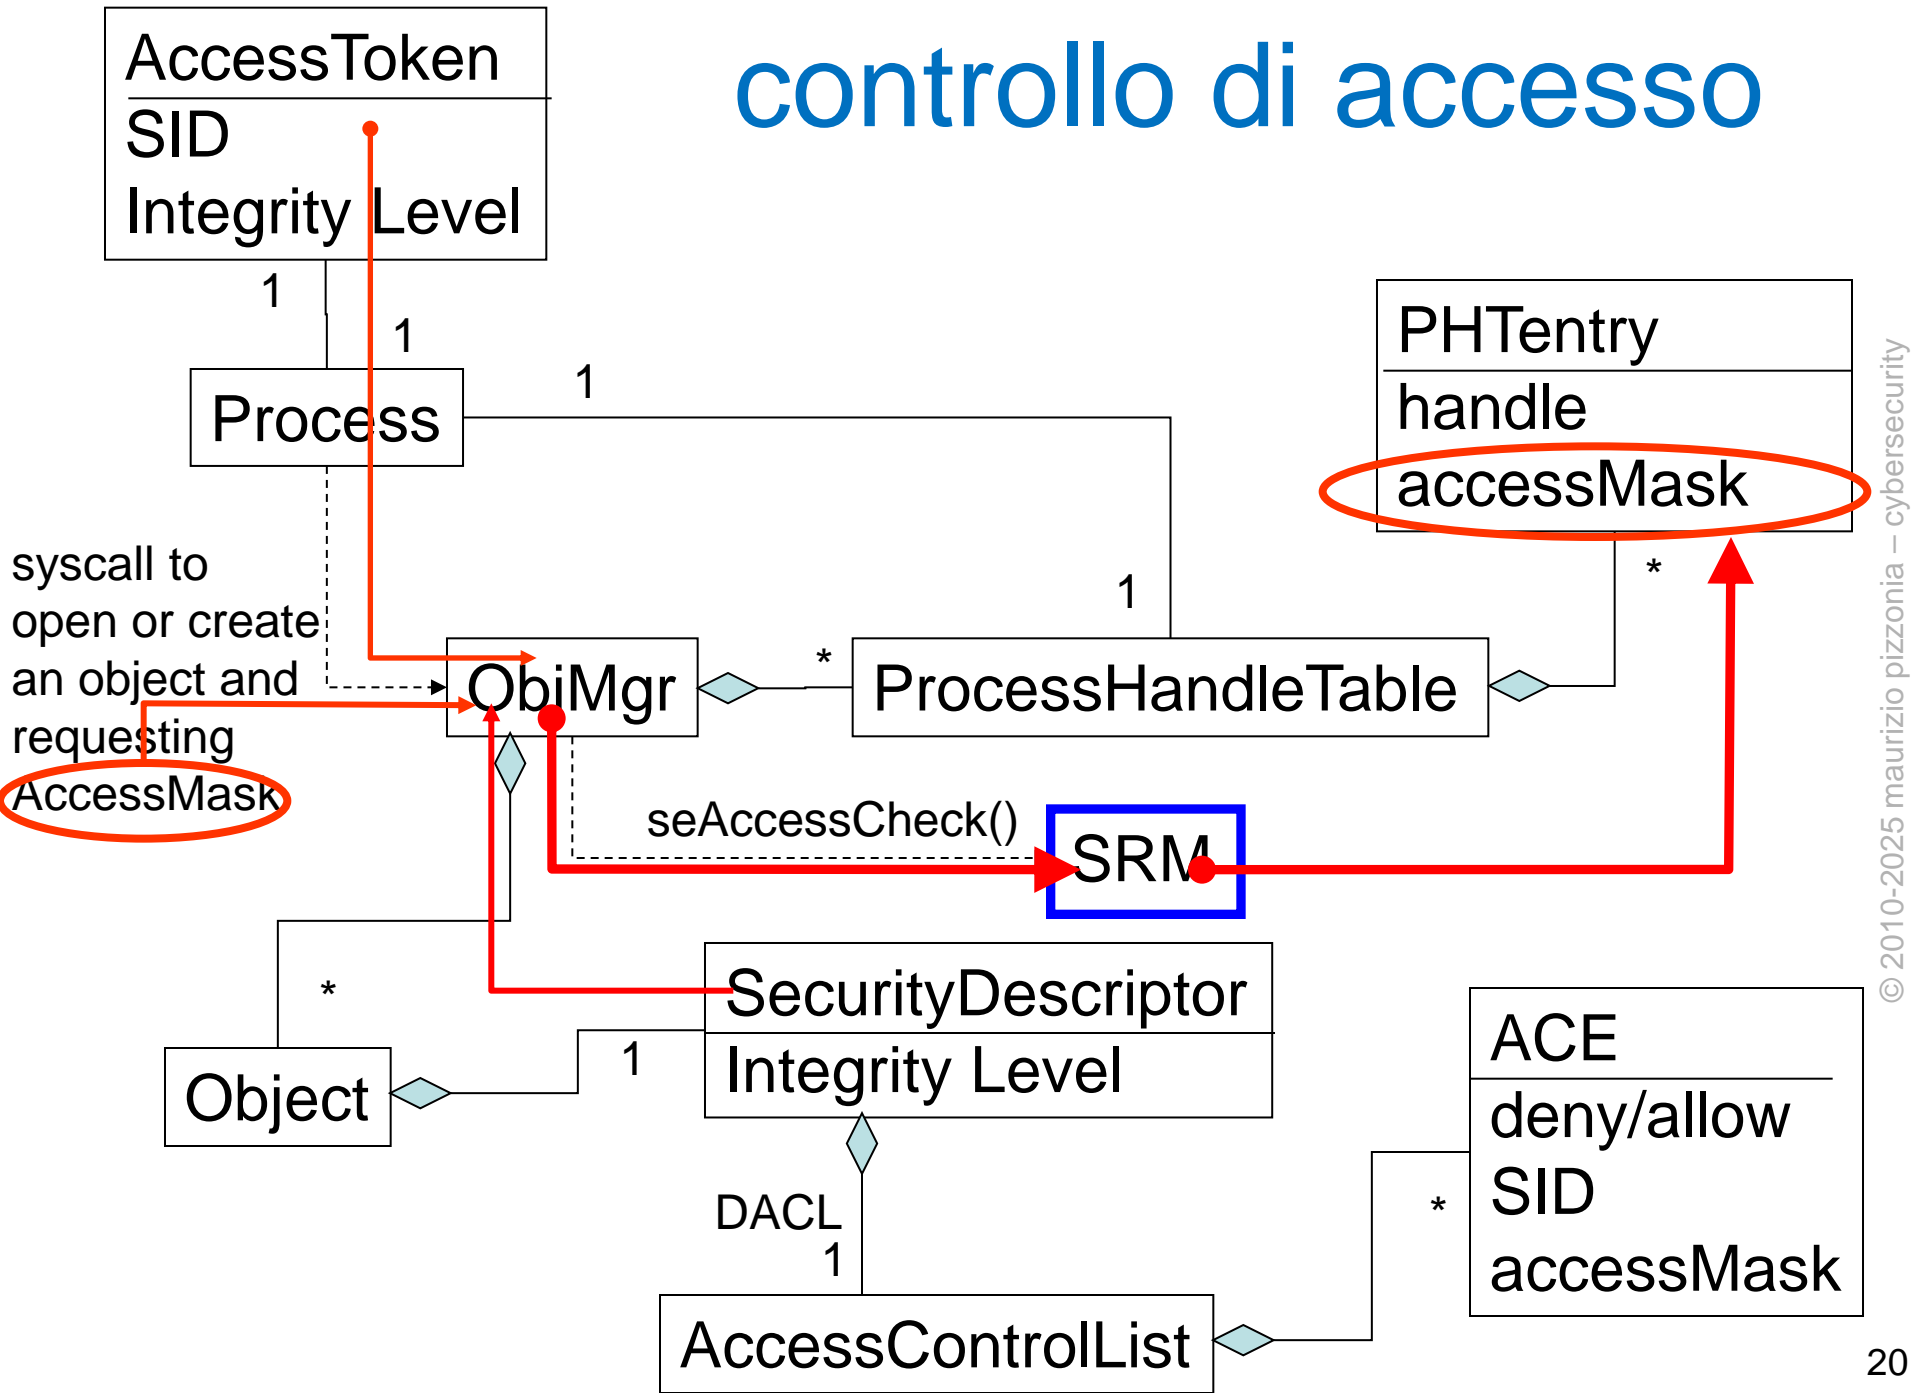 controllo di accesso
AccessToken
SID
Integrity Level
1
1
Process
1
PHTentry
handle
accessMask
*
syscall to
open or create
an object and
requesting
AccessMask
1
ObjMgr
*
ProcessHandleTable
seAccessCheck()
SRM
*
SecurityDescriptor
Integrity Level
1
Object
DACL
1
AccessControlList
*
ACE
deny/allow
SID
accessMask
© 2010-2025 maurizio pizzonia – cybersecurity
20